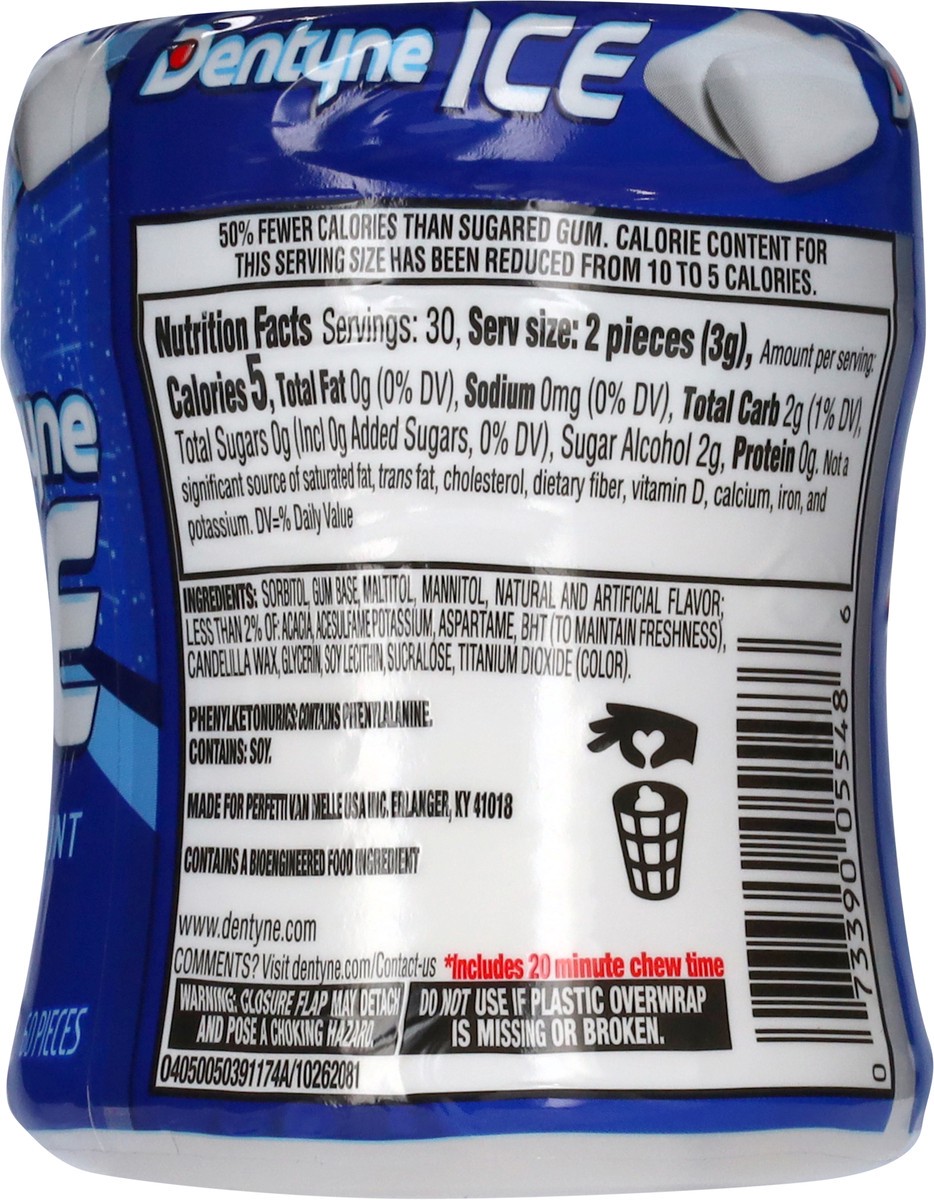 Dentyne ICE
50% FEWER CALORIES THAN SUGARED GUM. CALORIE CONTENT FOR
THIS SERVING SIZE HAS BEEN REDUCED FROM 10 TO 5 CALORIES.
Nutrition Facts Servings: 30, Serv size: 2 pieces (3g), Amount per serving:
Calories 5, Total Fat 0g (0% DV), Sodium 0mg (0% DV), Total Carb 2g (1% DV),
Total Sugars 0g (Incl 0g Added Sugars, 0% DV), Sugar Alcohol 2g, Protein 0g. Not a
significant source of saturated fat, trans fat, cholesterol, dietary fiber, vitamin D, calcium, iron, and
potassium. DV=% Daily Value
INGREDIENTS: SORBITOL, GUM BASE, MALTITOL, MANNITOL, NATURAL AND ARTIFICIAL FLAVOR;
LESS THAN 2% OF: ACACIA, ACESULFAME POTASSIUM, ASPARTAME, BHT (TO MAINTAIN FRESHNESS),
CANDELILLA WAX, GLYCERIN, SOY LECITHIN, SUCRALOSE, TITANIUM DIOXIDE (COLOR).
PHENYLKETONURICS: CONTAINS PHENYLALANINE.
CONTAINS: SOY.
MADE FOR PERFETTI VAN MELLE USA INC. ERLANGER, KY 41018
CONTAINS A BIOENGINEERED FOOD INGREDIENT
www.dentyne.com
COMMENTS? Visit dentyne.com/Contact-us *Includes 20 minute chew time
WARNING: CLOSURE FLAP MAY DETACH
AND POSE A CHOKING HAZARD.
DO NOT USE IF PLASTIC OVERWRAP
IS MISSING OR BROKEN.
04050050391174A/10262081
0 73390 05548 6
yne
E
NT
PIECES